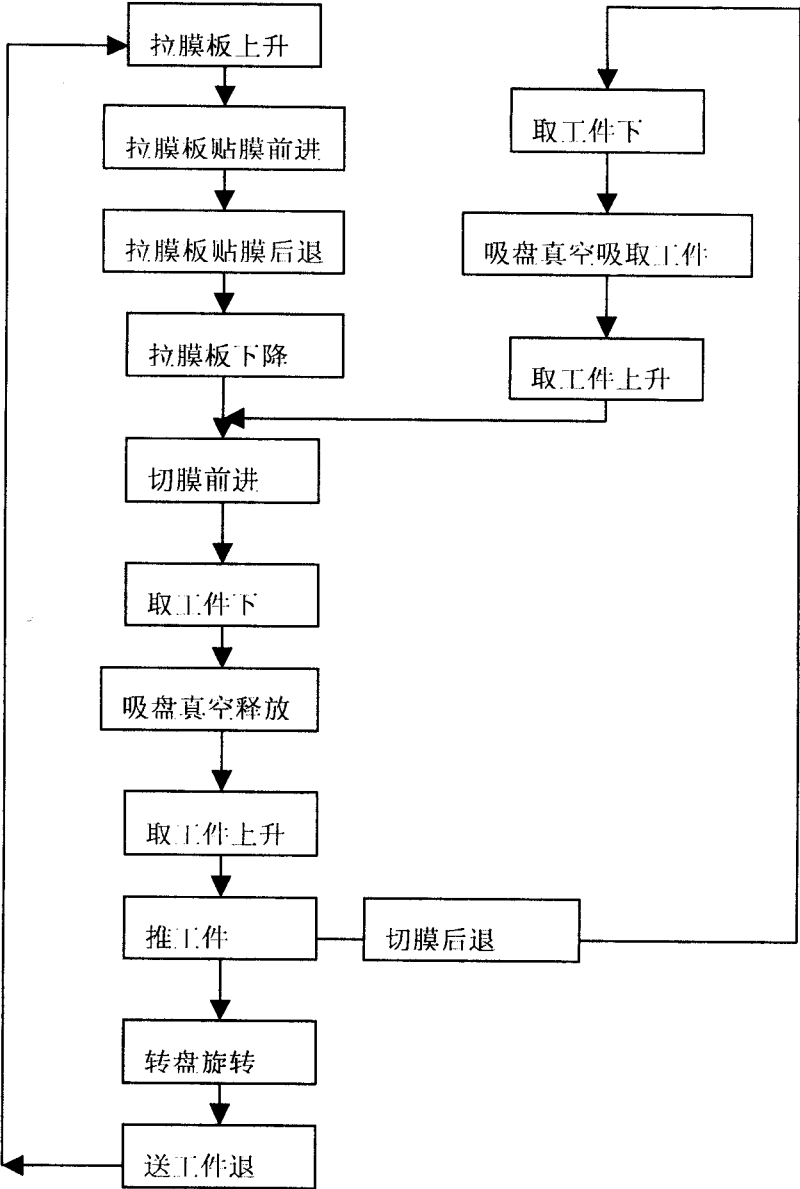 拉膜板上升
拉膜板贴膜前进
拉膜板贴膜后退
拉膜板下降
取工件下
吸盘真空吸取工件
取工件上升
切膜前进
取工件下
吸盘真空释放
取工件上升
推工件
切膜后退
转盘旋转
送工件退